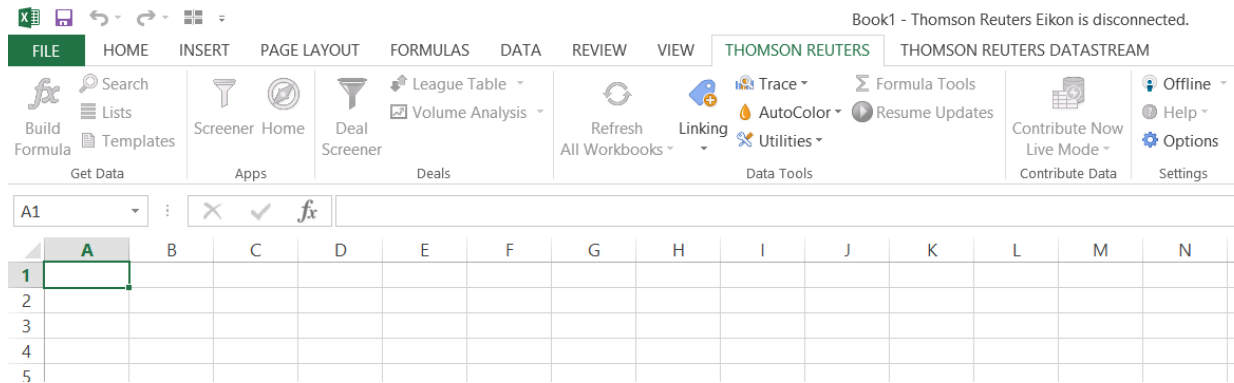 Book1 - Thomson Reuters Eikon is disconnected.
FILE HOME INSERT PAGE LAYOUT FORMULAS DATA REVIEW VIEW THOMSON REUTERS THOMSON REUTERS DATASTREAM
fx Search League Table Trace Σ Formula Tools Offline
Lists Volume Analysis AutoColor Resume Updates Help
Build Formula Templates Screener Home Deal Screener Refresh All Workbooks Linking Utilities Contribute Now Live Mode Options
Get Data Apps Deals Data Tools Contribute Data Settings
A1 fx
A B C D E F G H I J K L M N
1
2
3
4
5